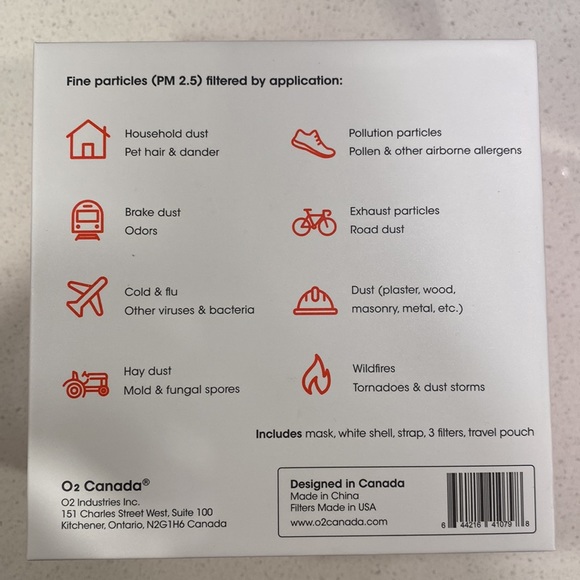 Fine particles (PM 2.5) filtered by application:
Household dust
Pet hair & dander
Pollution particles
Pollen & other airborne allergens
Brake dust
Odors
Exhaust particles
Road dust
Cold & flu
Other viruses & bacteria
Dust (plaster, wood,
masonry, metal, etc.)
Hay dust
Mold & fungal spores
Wildfires
Tornadoes & dust storms
Includes mask, white shell, strap, 3 filters, travel pouch
O2 Canada®
O2 Industries Inc.
151 Charles Street West, Suite 100
Kitchener, Ontario, N2G1H6 Canada
Designed in Canada
Made in China
Filters Made in USA
www.o2canada.com
6 44216 41079 8